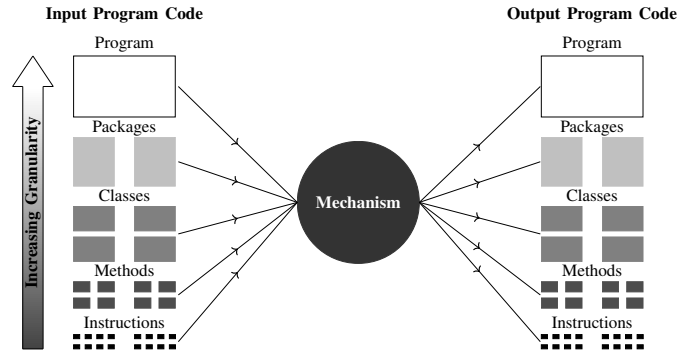 Input Program Code
Output Program Code
Program
Program
Packages
Packages
Increasing Granularity
Classes
Mechanism
Classes
Methods
Methods
Instructions
Instructions